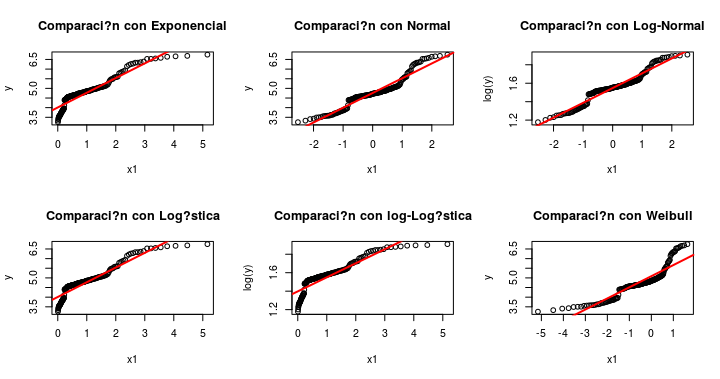 Comparaci?n con Exponencial
y
3.5 5.0 6.5
0 1 2 3 4 5
x1
Comparaci?n con Normal
y
3.5 5.0 6.5
-2 -1 0 1 2
x1
Comparaci?n con Log-Normal
log(y)
1.2 1.6
-2 -1 0 1 2
x1
Comparaci?n con Log?stica
y
3.5 5.0 6.5
0 1 2 3 4 5
x1
Comparaci?n con log-Log?stica
log(y)
1.2 1.6
0 1 2 3 4 5
x1
Comparaci?n con Weibull
y
3.5 5.0 6.5
-5 -4 -3 -2 -1 0 1
x1